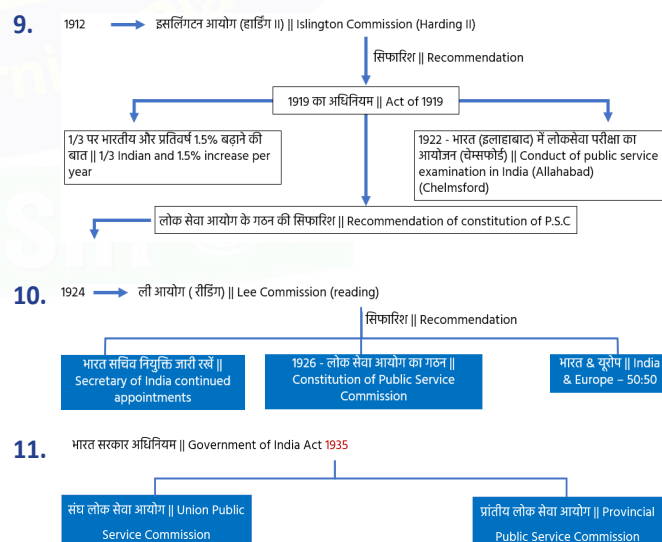 9.
1912 इसलिंगटन आयोग (हार्डिंग II) || Islington Commission (Harding II)
सिफारिश || Recommendation
1919 का अधिनियम || Act of 1919
1/3 पर भारतीय और प्रतिवर्ष 1.5% बढ़ाने की
बात || 1/3 Indian and 1.5% increase per
year
1922 - भारत (इलाहाबाद) में लोकसेवा परीक्षा का
आयोजन (चेम्सफोर्ड) || Conduct of public service
examination in India (Allahabad)
(Chelmsford)
लोक सेवा आयोग के गठन की सिफारिश || Recommendation of constitution of P.S.C
10.
1924 ली आयोग ( रीडिंग) || Lee Commission (reading)
सिफारिश || Recommendation
भारत सचिव नियुक्ति जारी रखें ||
Secretary of India continued
appointments
1926 - लोक सेवा आयोग का गठन ||
Constitution of Public Service
Commission
भारत & यूरोप || India
& Europe – 50:50
11.
भारत सरकार अधिनियम || Government of India Act 1935
संघ लोक सेवा आयोग || Union Public
Service Commission
प्रांतीय लोक सेवा आयोग || Provincial
Public Service Commission